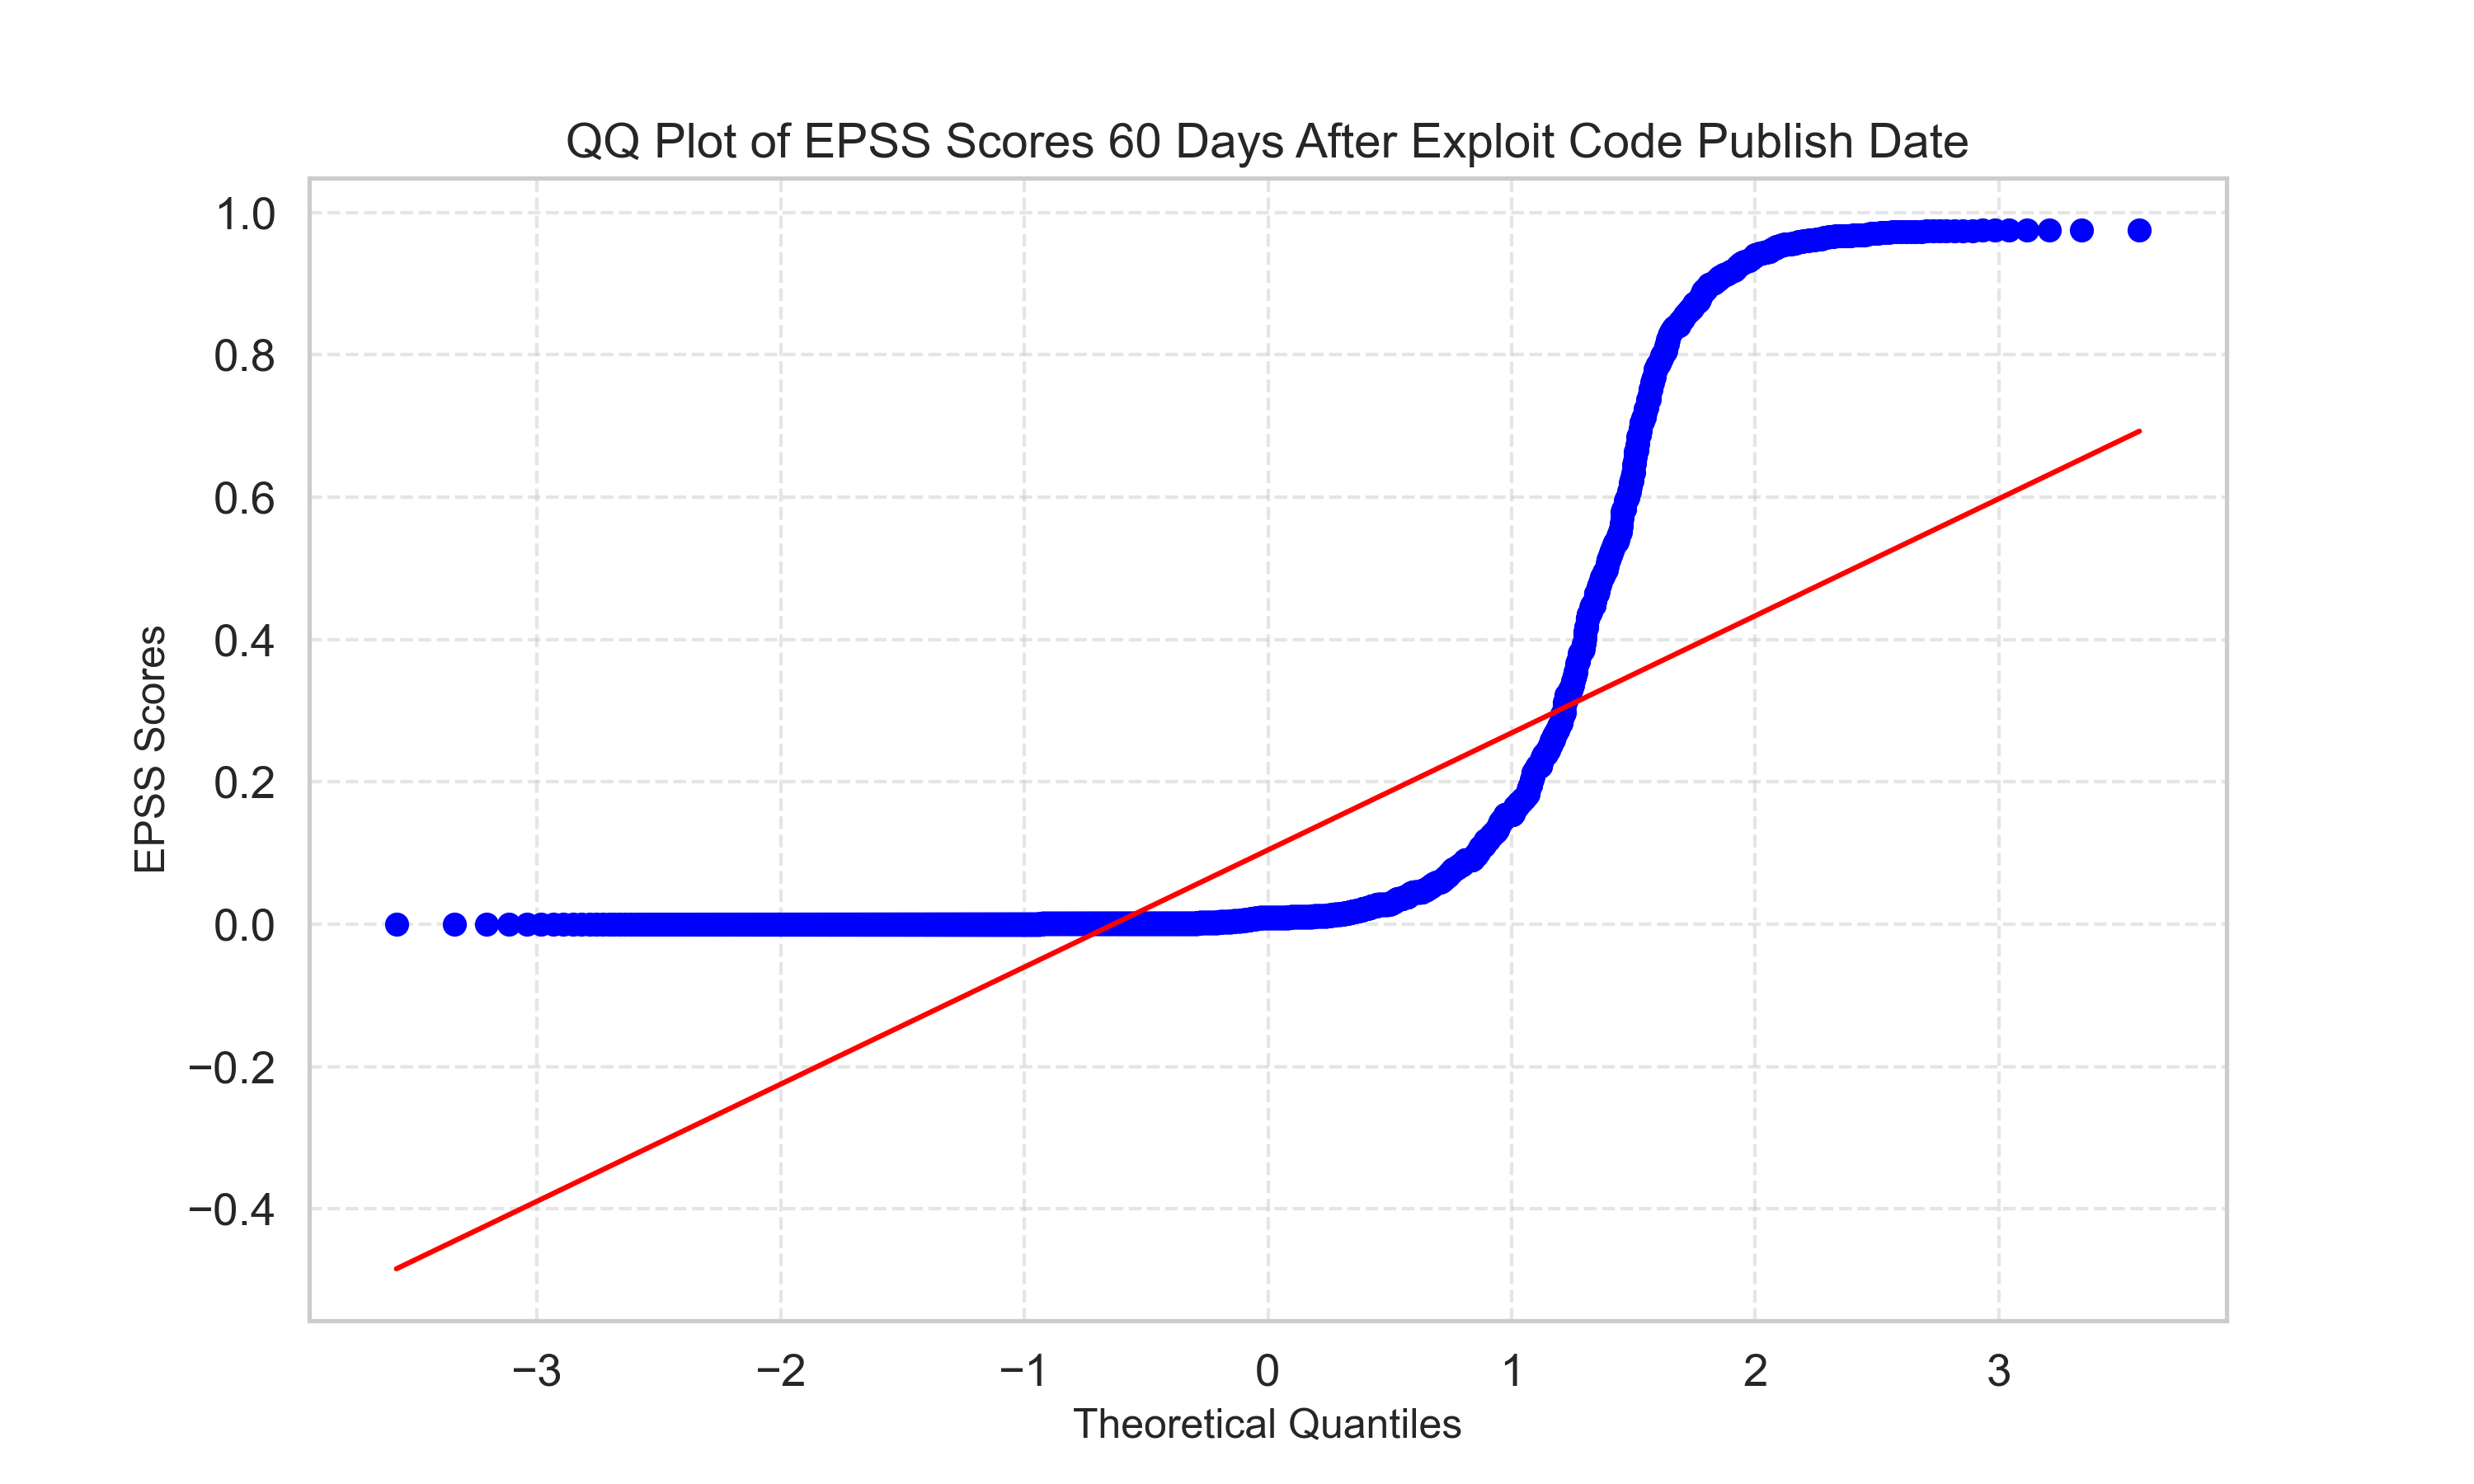 QQ Plot of EPSS Scores 60 Days After Exploit Code Publish Date
1.0
0.8
0.6
0.4
0.2
0.0
−0.2
−0.4
EPSS Scores
−3 −2 −1 0 1 2 3
Theoretical Quantiles